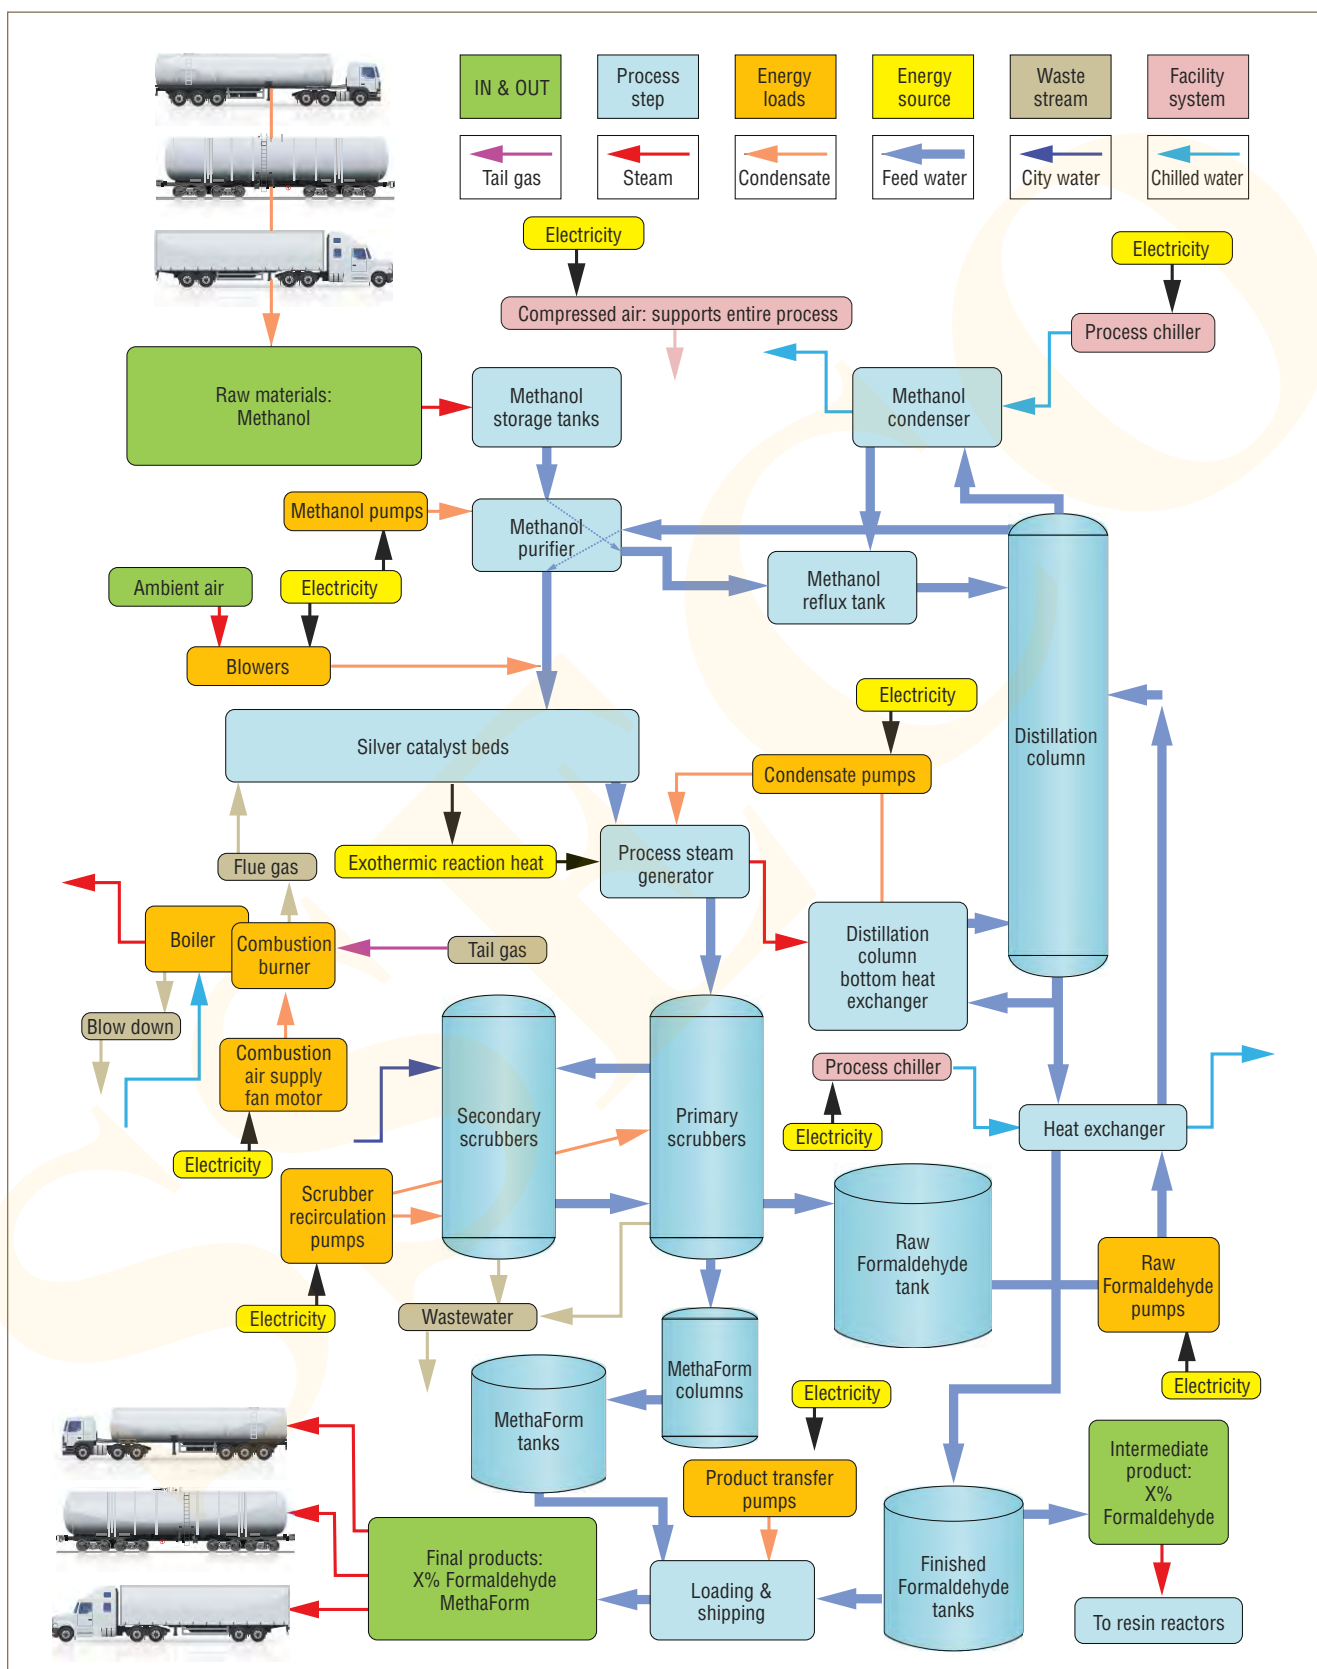 IN & OUT
Process
step
Energy
loads
Energy
source
Waste
stream
Facility
system
Tail gas
Steam
Condensate
Feed water
City water
Chilled water
Electricity
Electricity
Compressed air: supports entire process
Process chiller
Raw materials:
Methanol
Methanol
storage tanks
Methanol
condenser
Methanol pumps
Methanol
purifier
Methanol
reflux tank
Ambient air
Electricity
Blowers
Electricity
Silver catalyst beds
Condensate pumps
Distillation
column
Flue gas
Exothermic reaction heat
Process steam
generator
Boiler
Combustion
burner
Tail gas
Distillation
column
bottom heat
exchanger
Blow down
Combustion
air supply
fan motor
Process chiller
Secondary
scrubbers
Primary
scrubbers
Electricity
Heat exchanger
Electricity
Scrubber
recirculation
pumps
Raw
Formaldehyde
tank
Raw
Formaldehyde
pumps
Electricity
Wastewater
MethaForm
columns
Electricity
Electricity
MethaForm
tanks
Product transfer
pumps
Intermediate
product:
X%
Formaldehyde
Final products:
X% Formaldehyde
MethaForm
Loading &
shipping
Finished
Formaldehyde
tanks
To resin reactors